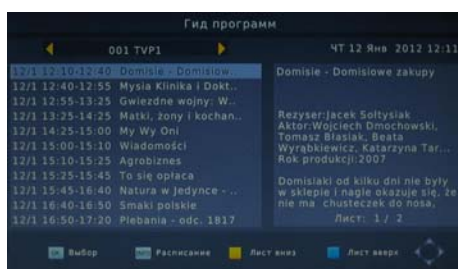 Гид программ
001 TVP1
ЧТ 12 Янв 2012 12:11
12/1 12:10-12:40 Domisie - Domisiow..
12/1 12:40-12:55 Mysia Klinika i Dokt..
12/1 12:55-13:25 Gwiezdne wojny: W..
12/1 13:25-14:25 Matki, żony i kochan..
12/1 14:25-15:00 My Wy Oni
12/1 15:00-15:10 Wiadomości
12/1 15:10-15:25 Agrobiznes
12/1 15:25-15:45 To się opłaca
12/1 15:45-16:40 Natura w Jedynce - ..
12/1 16:40-16:50 Smaki polskie
12/1 16:50-17:20 Plebania - odc. 1817
Domisie - Domisiowe zakupy
Reżyser:Jacek Sołtysiak
Aktor:Wojciech Dmochowski,
Tomasz Błasiak, Beata
Wyrąbkiewicz, Katarzyna Tar...
Rok produkcji:2007
Domisiaki od kilku dni nie były
w sklepie i nagle okazuje się, że
nie ma chusteczek do nosa,
Лист: 1 / 2
OK Выбор
INFO Расписание
Лист вниз
Лист вверх